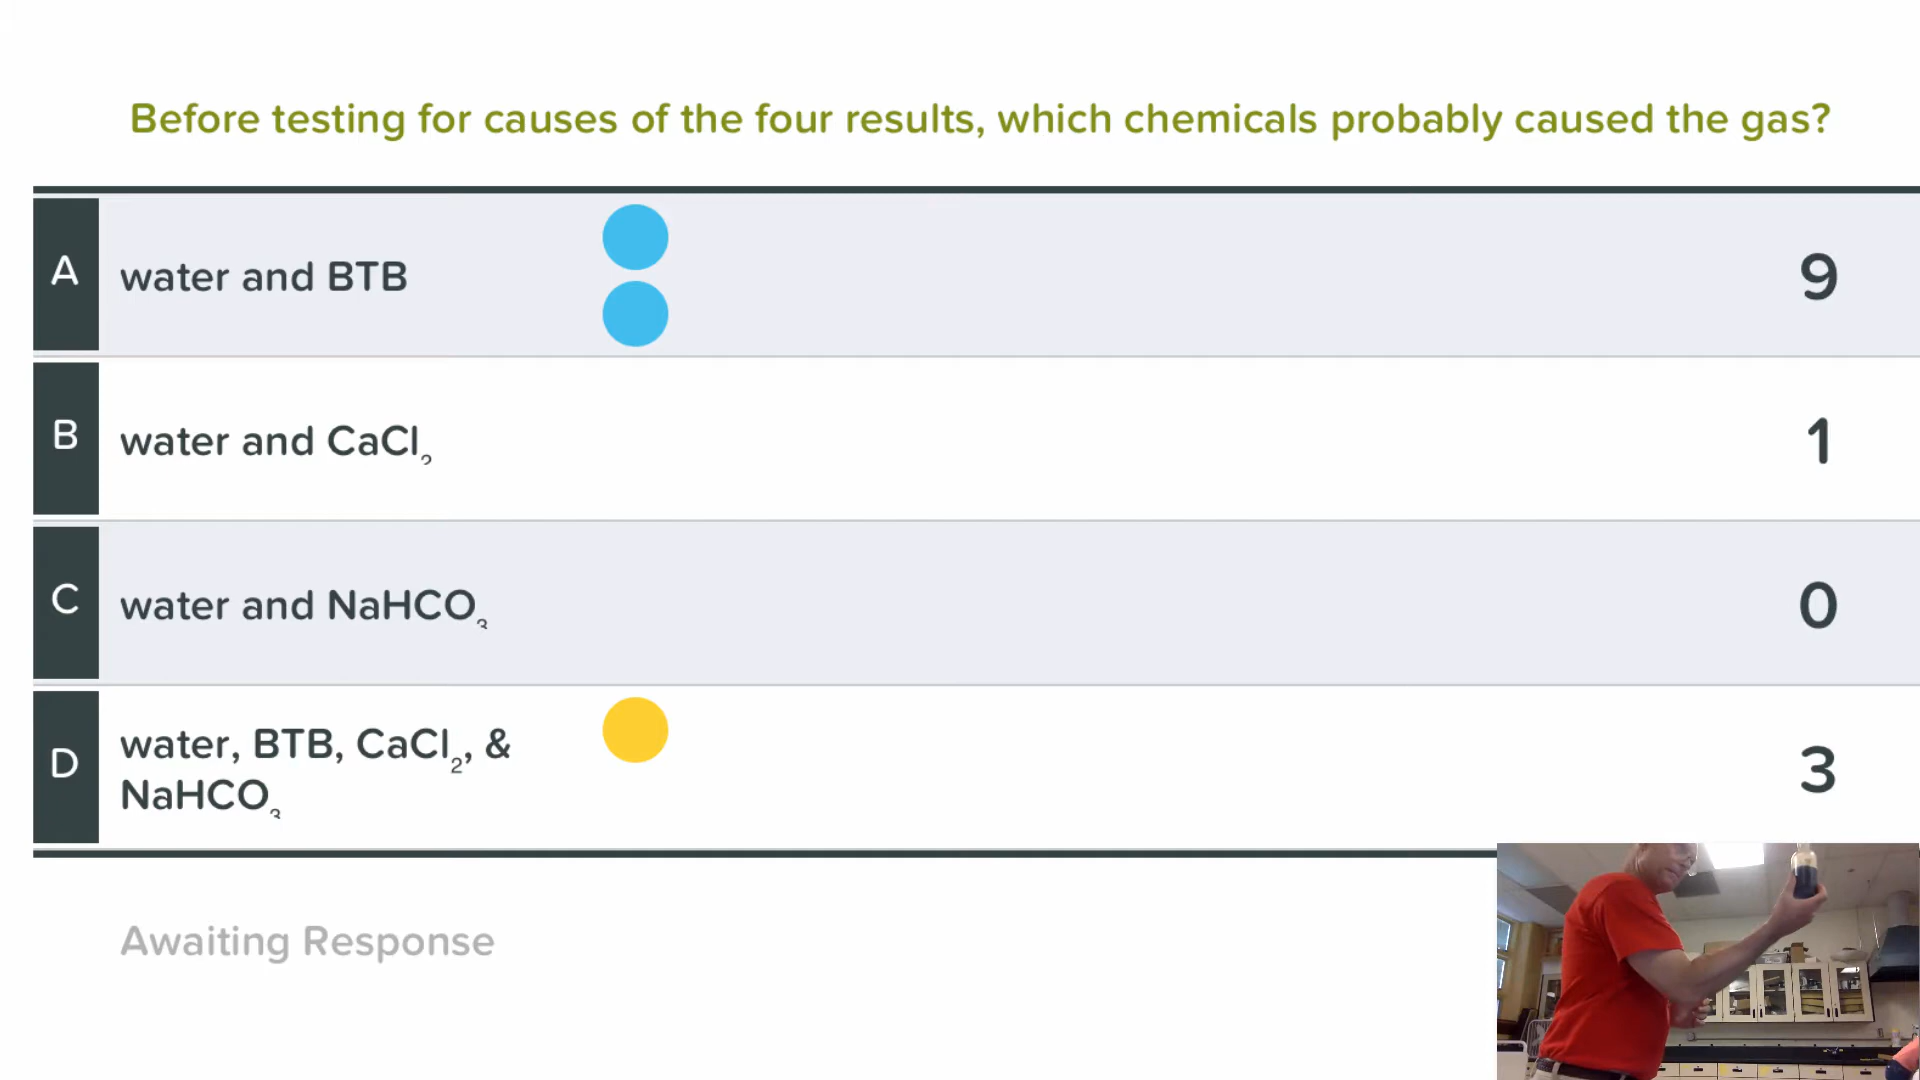 Before testing for causes of the four results, which chemicals probably caused the gas?
A
water and BTB
9
B
water and CaCl₂
1
C
water and NaHCO₃
0
D
water, BTB, CaCl₂, &
NaHCO₃
3
Awaiting Response